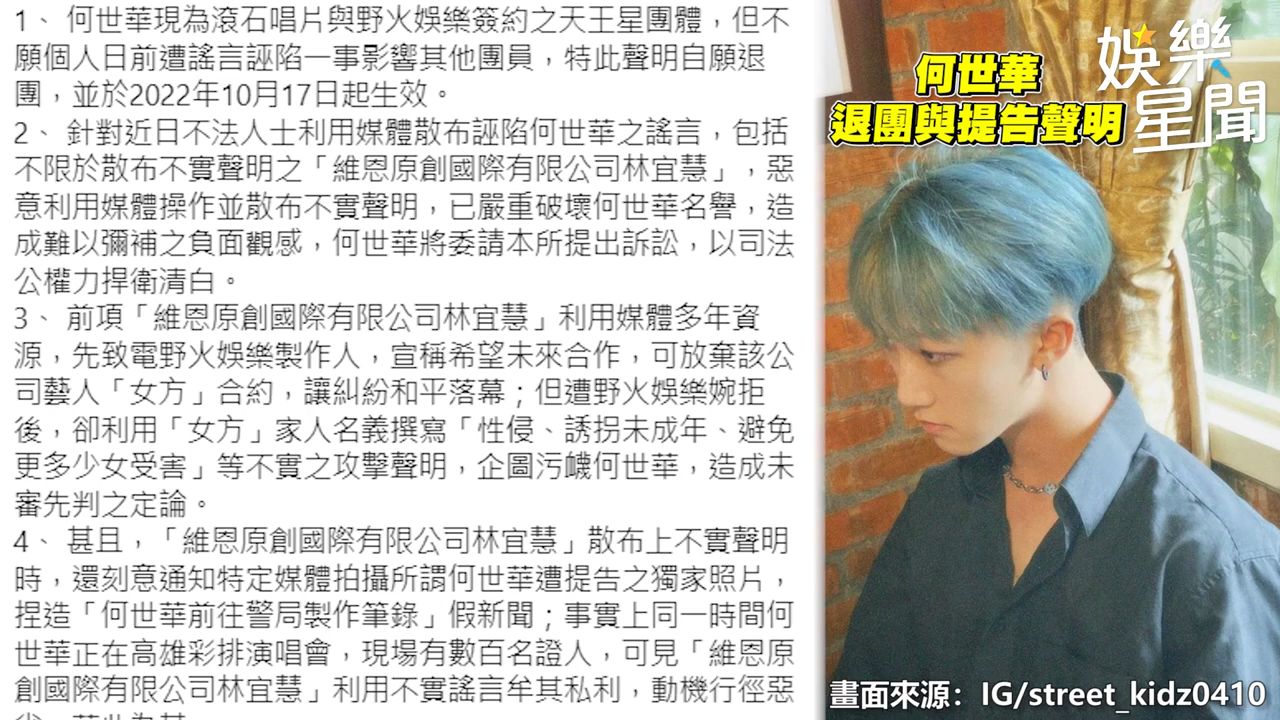 1、 何世華現為滾石唱片與野火娛樂簽約之天王星團體，但不
願個人日前遭謠言誣陷一事影響其他團員，特此聲明自願退
團，並於2022年10月17日起生效。
2、 針對近日不法人士利用媒體散布誣陷何世華之謠言，包括
不限於散布不實聲明之「維恩原創國際有限公司林宜慧」，惡
意利用媒體操作並散布不實聲明，已嚴重破壞何世華名譽，造
成難以彌補之負面觀感，何世華將委請本所提出訴訟，以司法
公權力捍衛清白。
3、 前項「維恩原創國際有限公司林宜慧」利用媒體多年資
源，先致電野火娛樂製作人，宣稱希望未來合作，可放棄該公
司藝人「女方」合約，讓糾紛和平落幕；但遭野火娛樂婉拒
後，卻利用「女方」家人名義撰寫「性侵、誘拐未成年、避免
更多少女受害」等不實之攻擊聲明，企圖污衊何世華，造成未
審先判之定論。
4、 甚且，「維恩原創國際有限公司林宜慧」散布上不實聲明
時，還刻意通知特定媒體拍攝所謂何世華遭提告之獨家照片，
捏造「何世華前往警局製作筆錄」假新聞；事實上同一時間何
世華正在高雄彩排演唱會，現場有數百名證人，可見「維恩原
創國際有限公司林宜慧」利用不實謠言牟其私利，動機行徑惡
娛樂
星聞
何世華
退團與提告聲明
畫面來源：IG/street_kidz0410